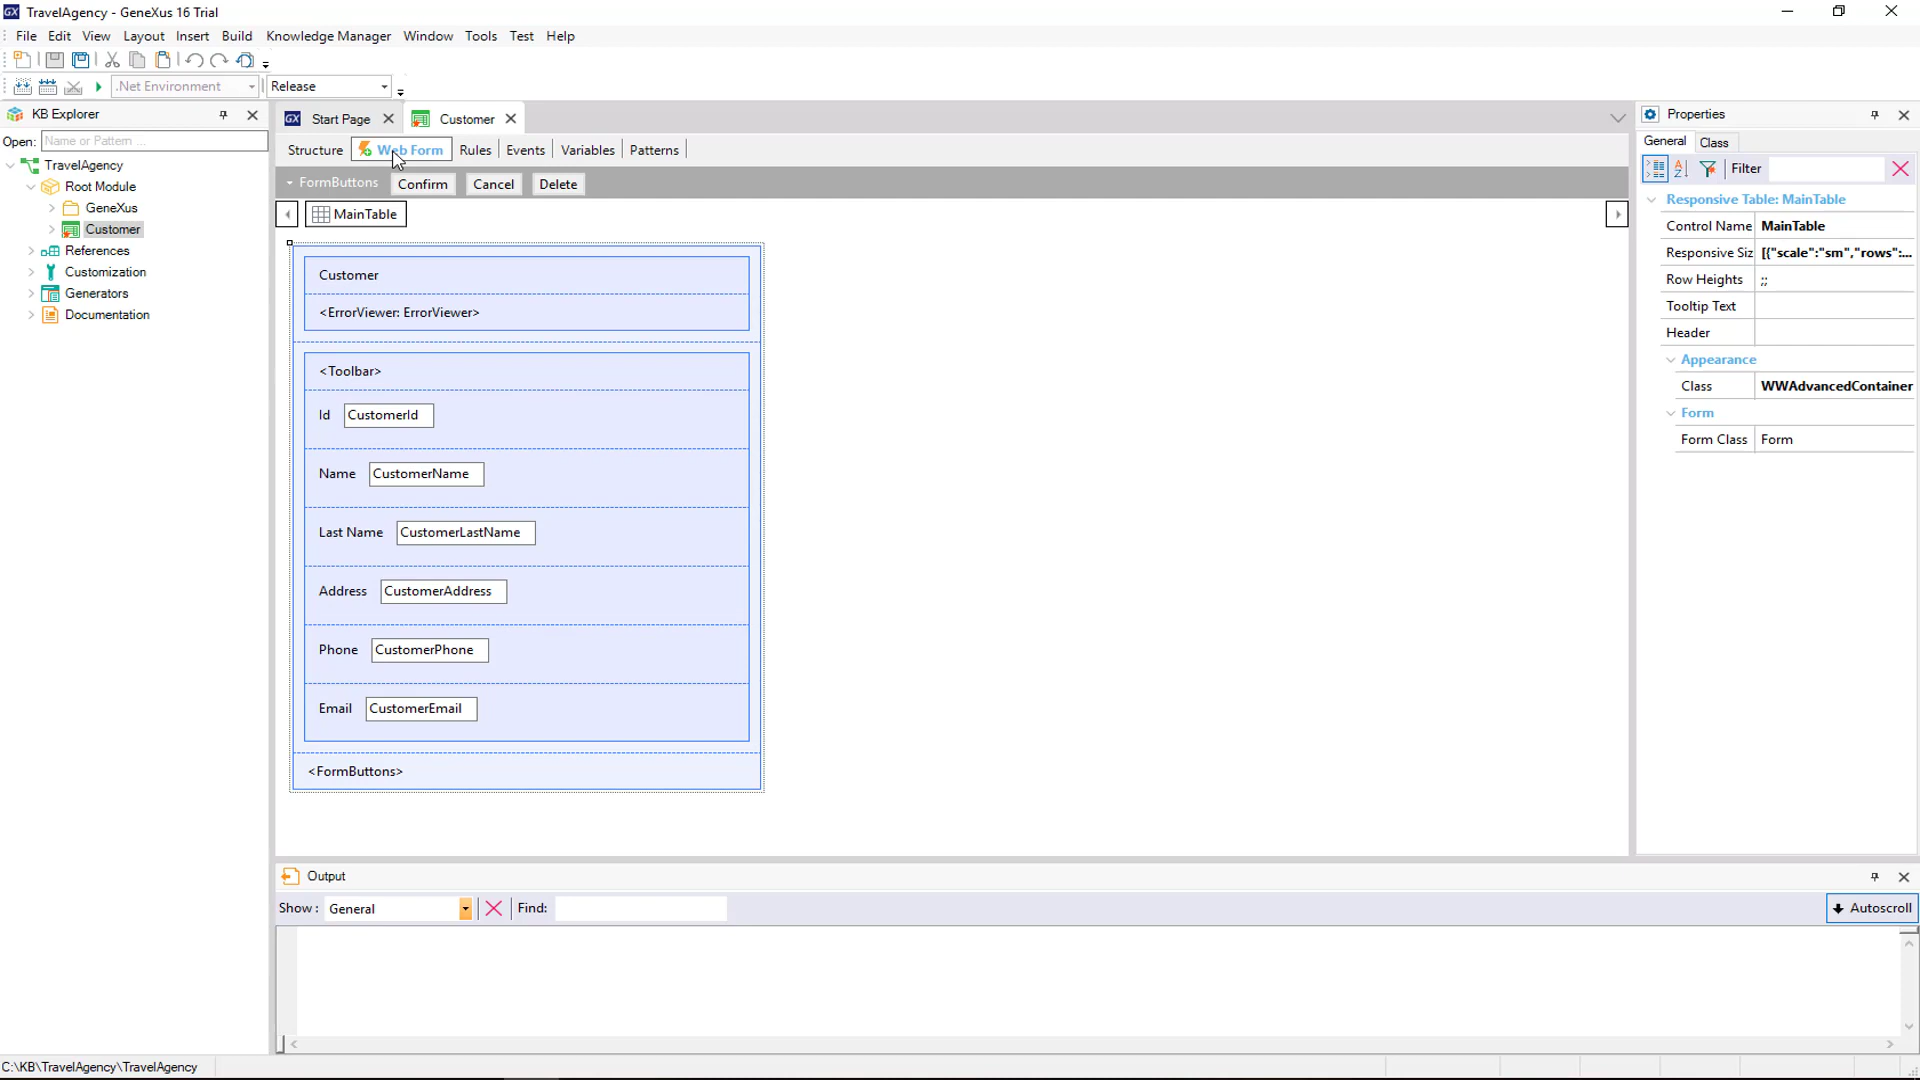 TravelAgency - GeneXus 16 Trial
File Edit View Layout Insert Build Knowledge Manager Window Tools Test Help
.Net Environment Release
KB Explorer
Open: Name or Pattern ...
TravelAgency
Root Module
GeneXus
Customer
References
Customization
Generators
Documentation
Start Page Customer
Structure Web Form Rules Events Variables Patterns
FormButtons Confirm Cancel Delete
MainTable
Customer
<ErrorViewer: ErrorViewer>
<Toolbar>
Id CustomerId
Name CustomerName
Last Name CustomerLastName
Address CustomerAddress
Phone CustomerPhone
Email CustomerEmail
<FormButtons>
Properties
General Class
Filter
Responsive Table: MainTable
Control Name MainTable
Responsive Siz [{"scale":"sm","rows":...
Row Heights ;;
Tooltip Text
Header
Appearance
Class WWAdvancedContainer
Form
Form Class Form
Output
Show : General Find: Autoscroll
C:\KB\TravelAgency\TravelAgency